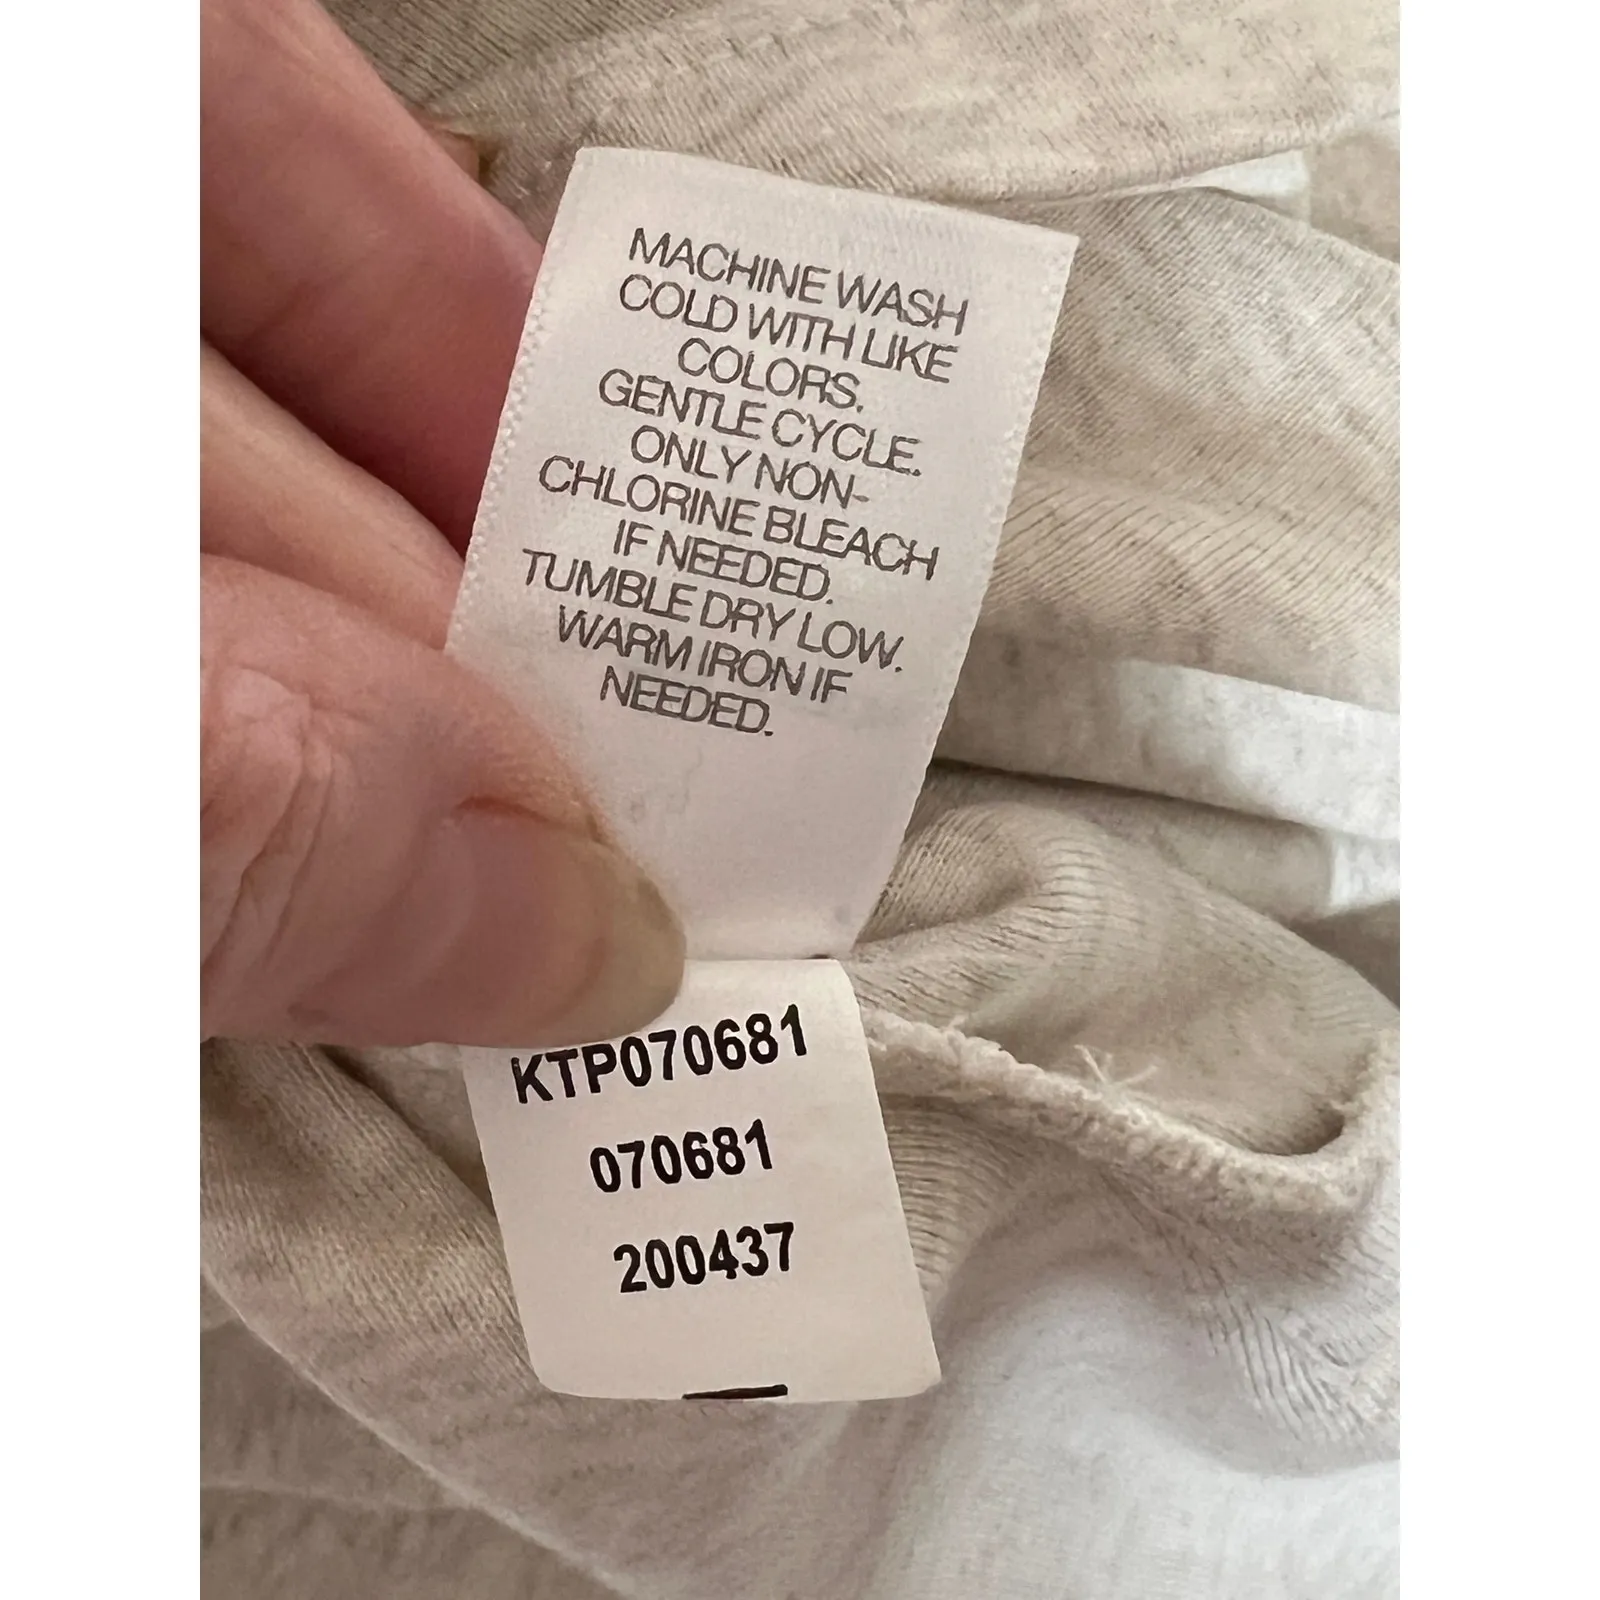 MACHINE WASH
COLD WITH LIKE
COLORS.
GENTLE CYCLE.
ONLY NON-
CHLORINE BLEACH
IF NEEDED.
TUMBLE DRY LOW.
WARM IRON IF
NEEDED.
KTP070681
070681
200437